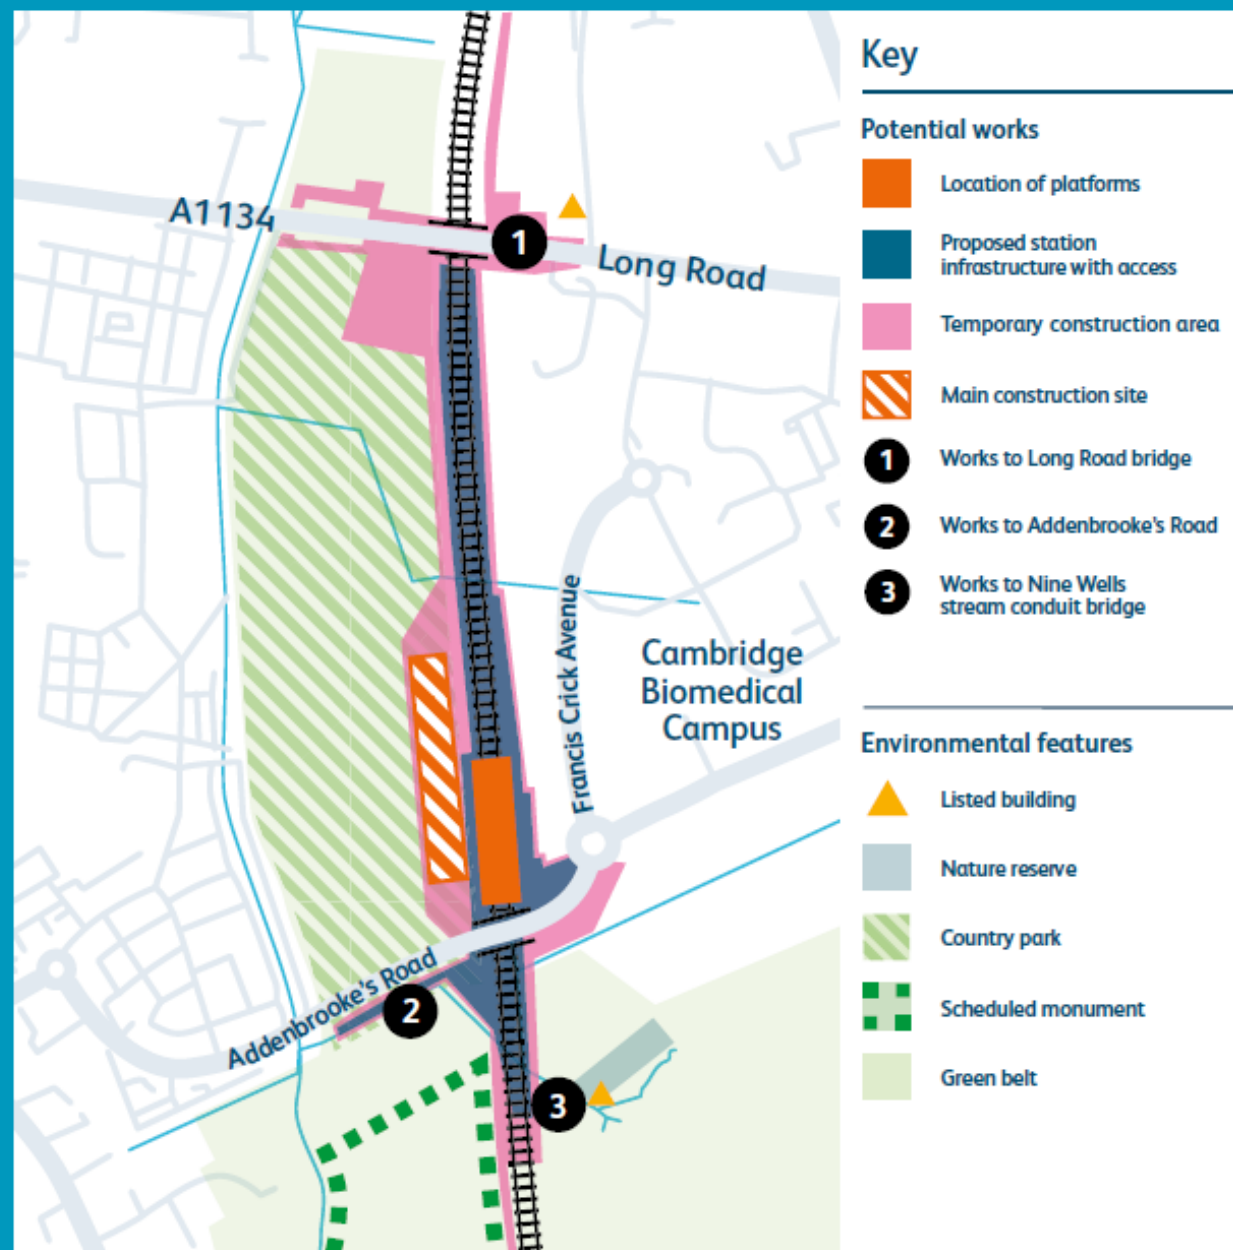 A1134
1
Long Road
Francis Crick Avenue
Cambridge
Biomedical
Campus
Addenbrooke's Road
2
3
Key
Potential works
Location of platforms
Proposed station
infrastructure with access
Temporary construction area
Main construction site
1 Works to Long Road bridge
2 Works to Addenbrooke's Road
3 Works to Nine Wells
stream conduit bridge
Environmental features
Listed building
Nature reserve
Country park
Scheduled monument
Green belt